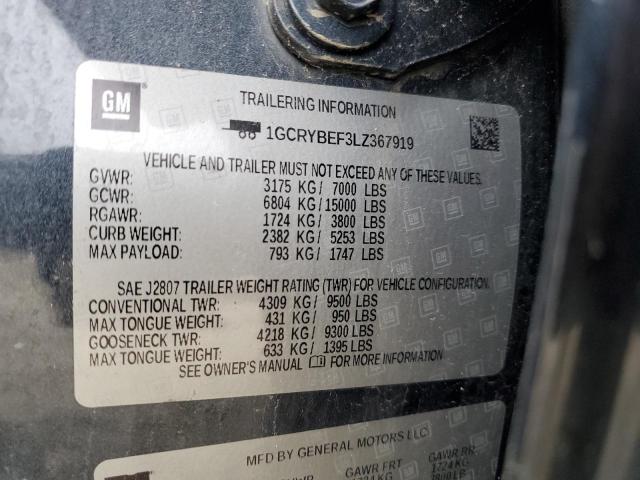 GM
TRAILERING INFORMATION
1GCRYBEF3LZ367919
VEHICLE AND TRAILER MUST NOT EXCEED ANY OF THESE VALUES.
GVWR: 3175 KG/ 7000 LBS
GCWR: 6804 KG/15000 LBS
RGAWR: 1724 KG/ 3800 LBS
CURB WEIGHT: 2382 KG/ 5253 LBS
MAX PAYLOAD: 793 KG/ 1747 LBS
SAE J2807 TRAILER WEIGHT RATING (TWR) FOR VEHICLE CONFIGURATION.
CONVENTIONAL TWR: 4309 KG/ 9500 LBS
MAX TONGUE WEIGHT: 431 KG/ 950 LBS
GOOSENECK TWR: 4218 KG/ 9300 LBS
MAX TONGUE WEIGHT: 633 KG/ 1395 LBS
SEE OWNER'S MANUAL FOR MORE INFORMATION
MFD BY GENERAL MOTORS LLC
GAWR FRT GAWR RR
1724 KG